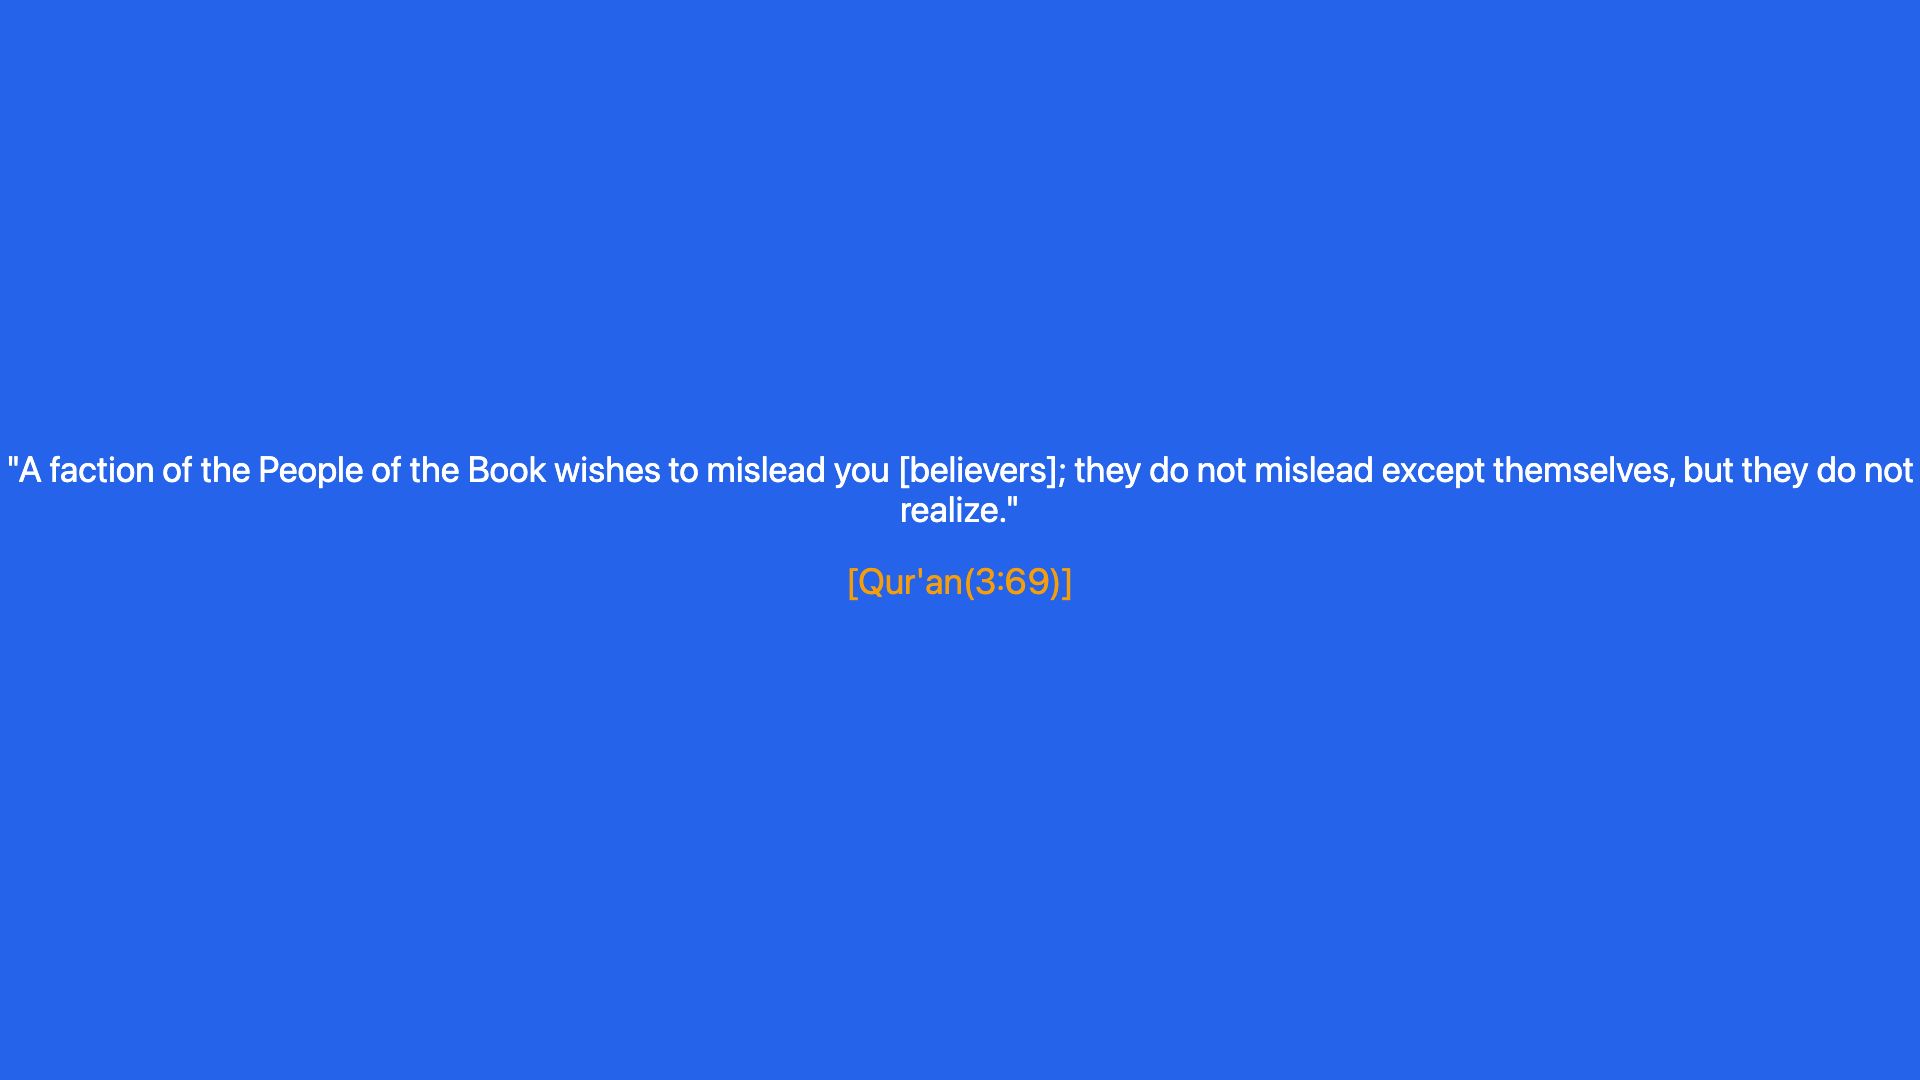 "A faction of the People of the Book wishes to mislead you [believers]; they do not mislead except themselves, but they do not
realize."
[Qur'an(3:69)]